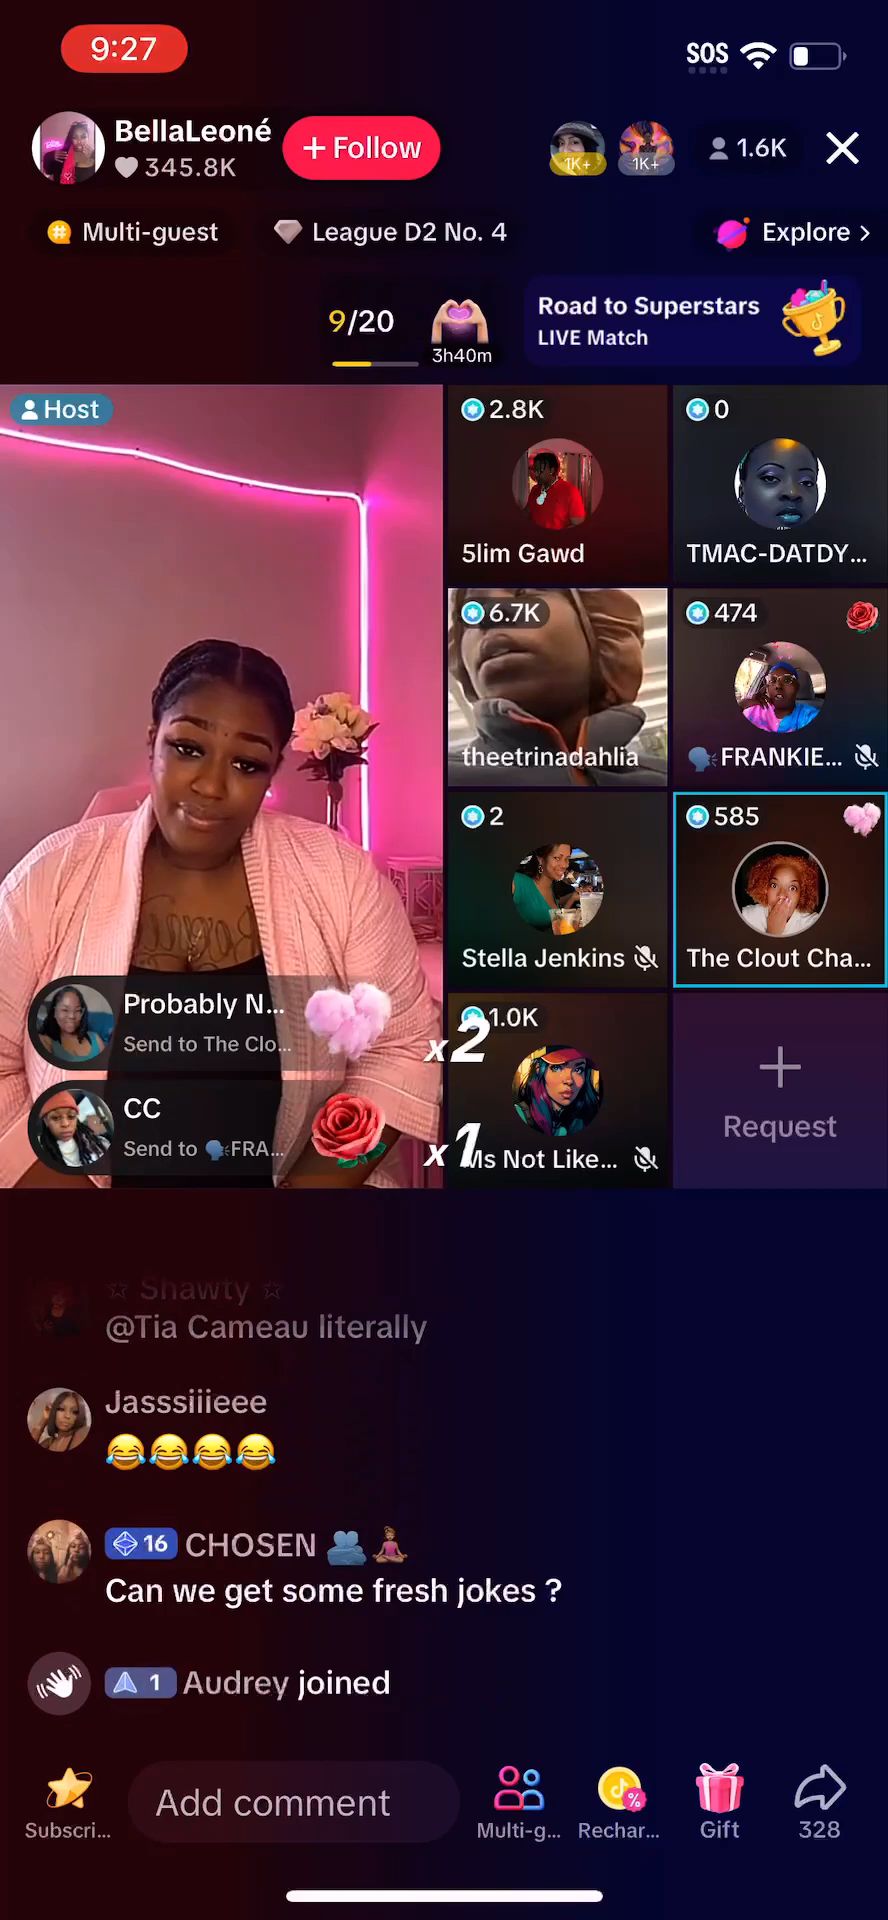 9:27
SOS
BellaLeoné
345.8K
+ Follow
1K+
1K+
1.6K
Multi-guest
League D2 No. 4
Explore >
9/20
3h40m
Road to Superstars
LIVE Match
Host
2.8K
5lim Gawd
0
TMAC-DATDY...
6.7K
theetrinadahlia
474
🗣FRANKIE...
2
Stella Jenkins
585
The Clout Cha...
Probably N...
Send to The Clo...
x2
CC
Send to 🗣FRA...
x1
1.0K
Ms Not Like...
Request
☆ Shawty ☆
@Tia Cameau literally
Jasssiiieee
😂😂😂😂
16 CHOSEN 🫂🧘🏽‍♀️
Can we get some fresh jokes ?
1 Audrey joined
Subscri...
Add comment
Multi-g...
Rechar...
Gift
328